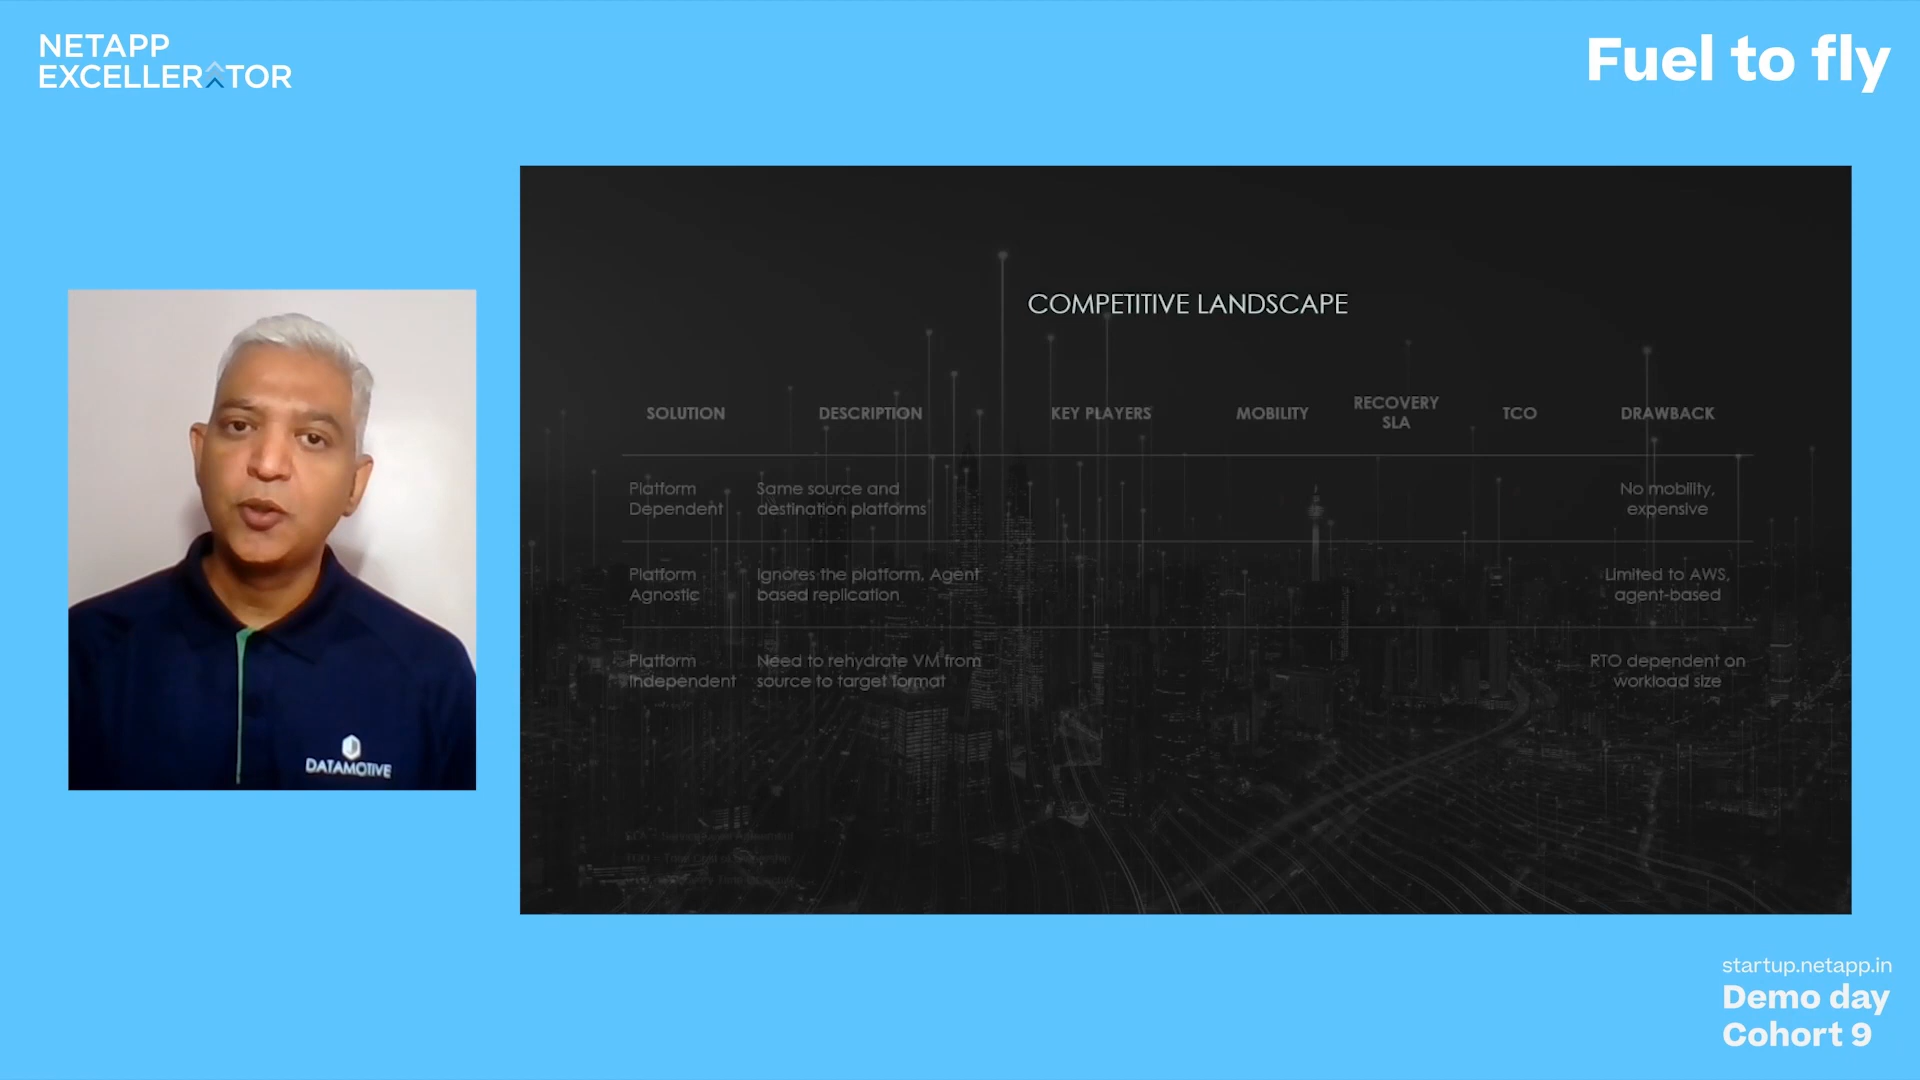 NETAPP
EXCELLERATOR
Fuel to fly
COMPETITIVE LANDSCAPE
SOLUTION DESCRIPTION KEY PLAYERS MOBILITY RECOVERY SLA TCO DRAWBACK
Platform Same source and No mobility,
Dependent destination platforms expensive
Platform Ignores the platform, Agent Limited to AWS,
Agnostic based replication agent-based
Platform Need to rehydrate VM from RTO dependent on
Independent source to target format workload size
DATAMOTIVE
startup.netapp.in
Demo day
Cohort 9